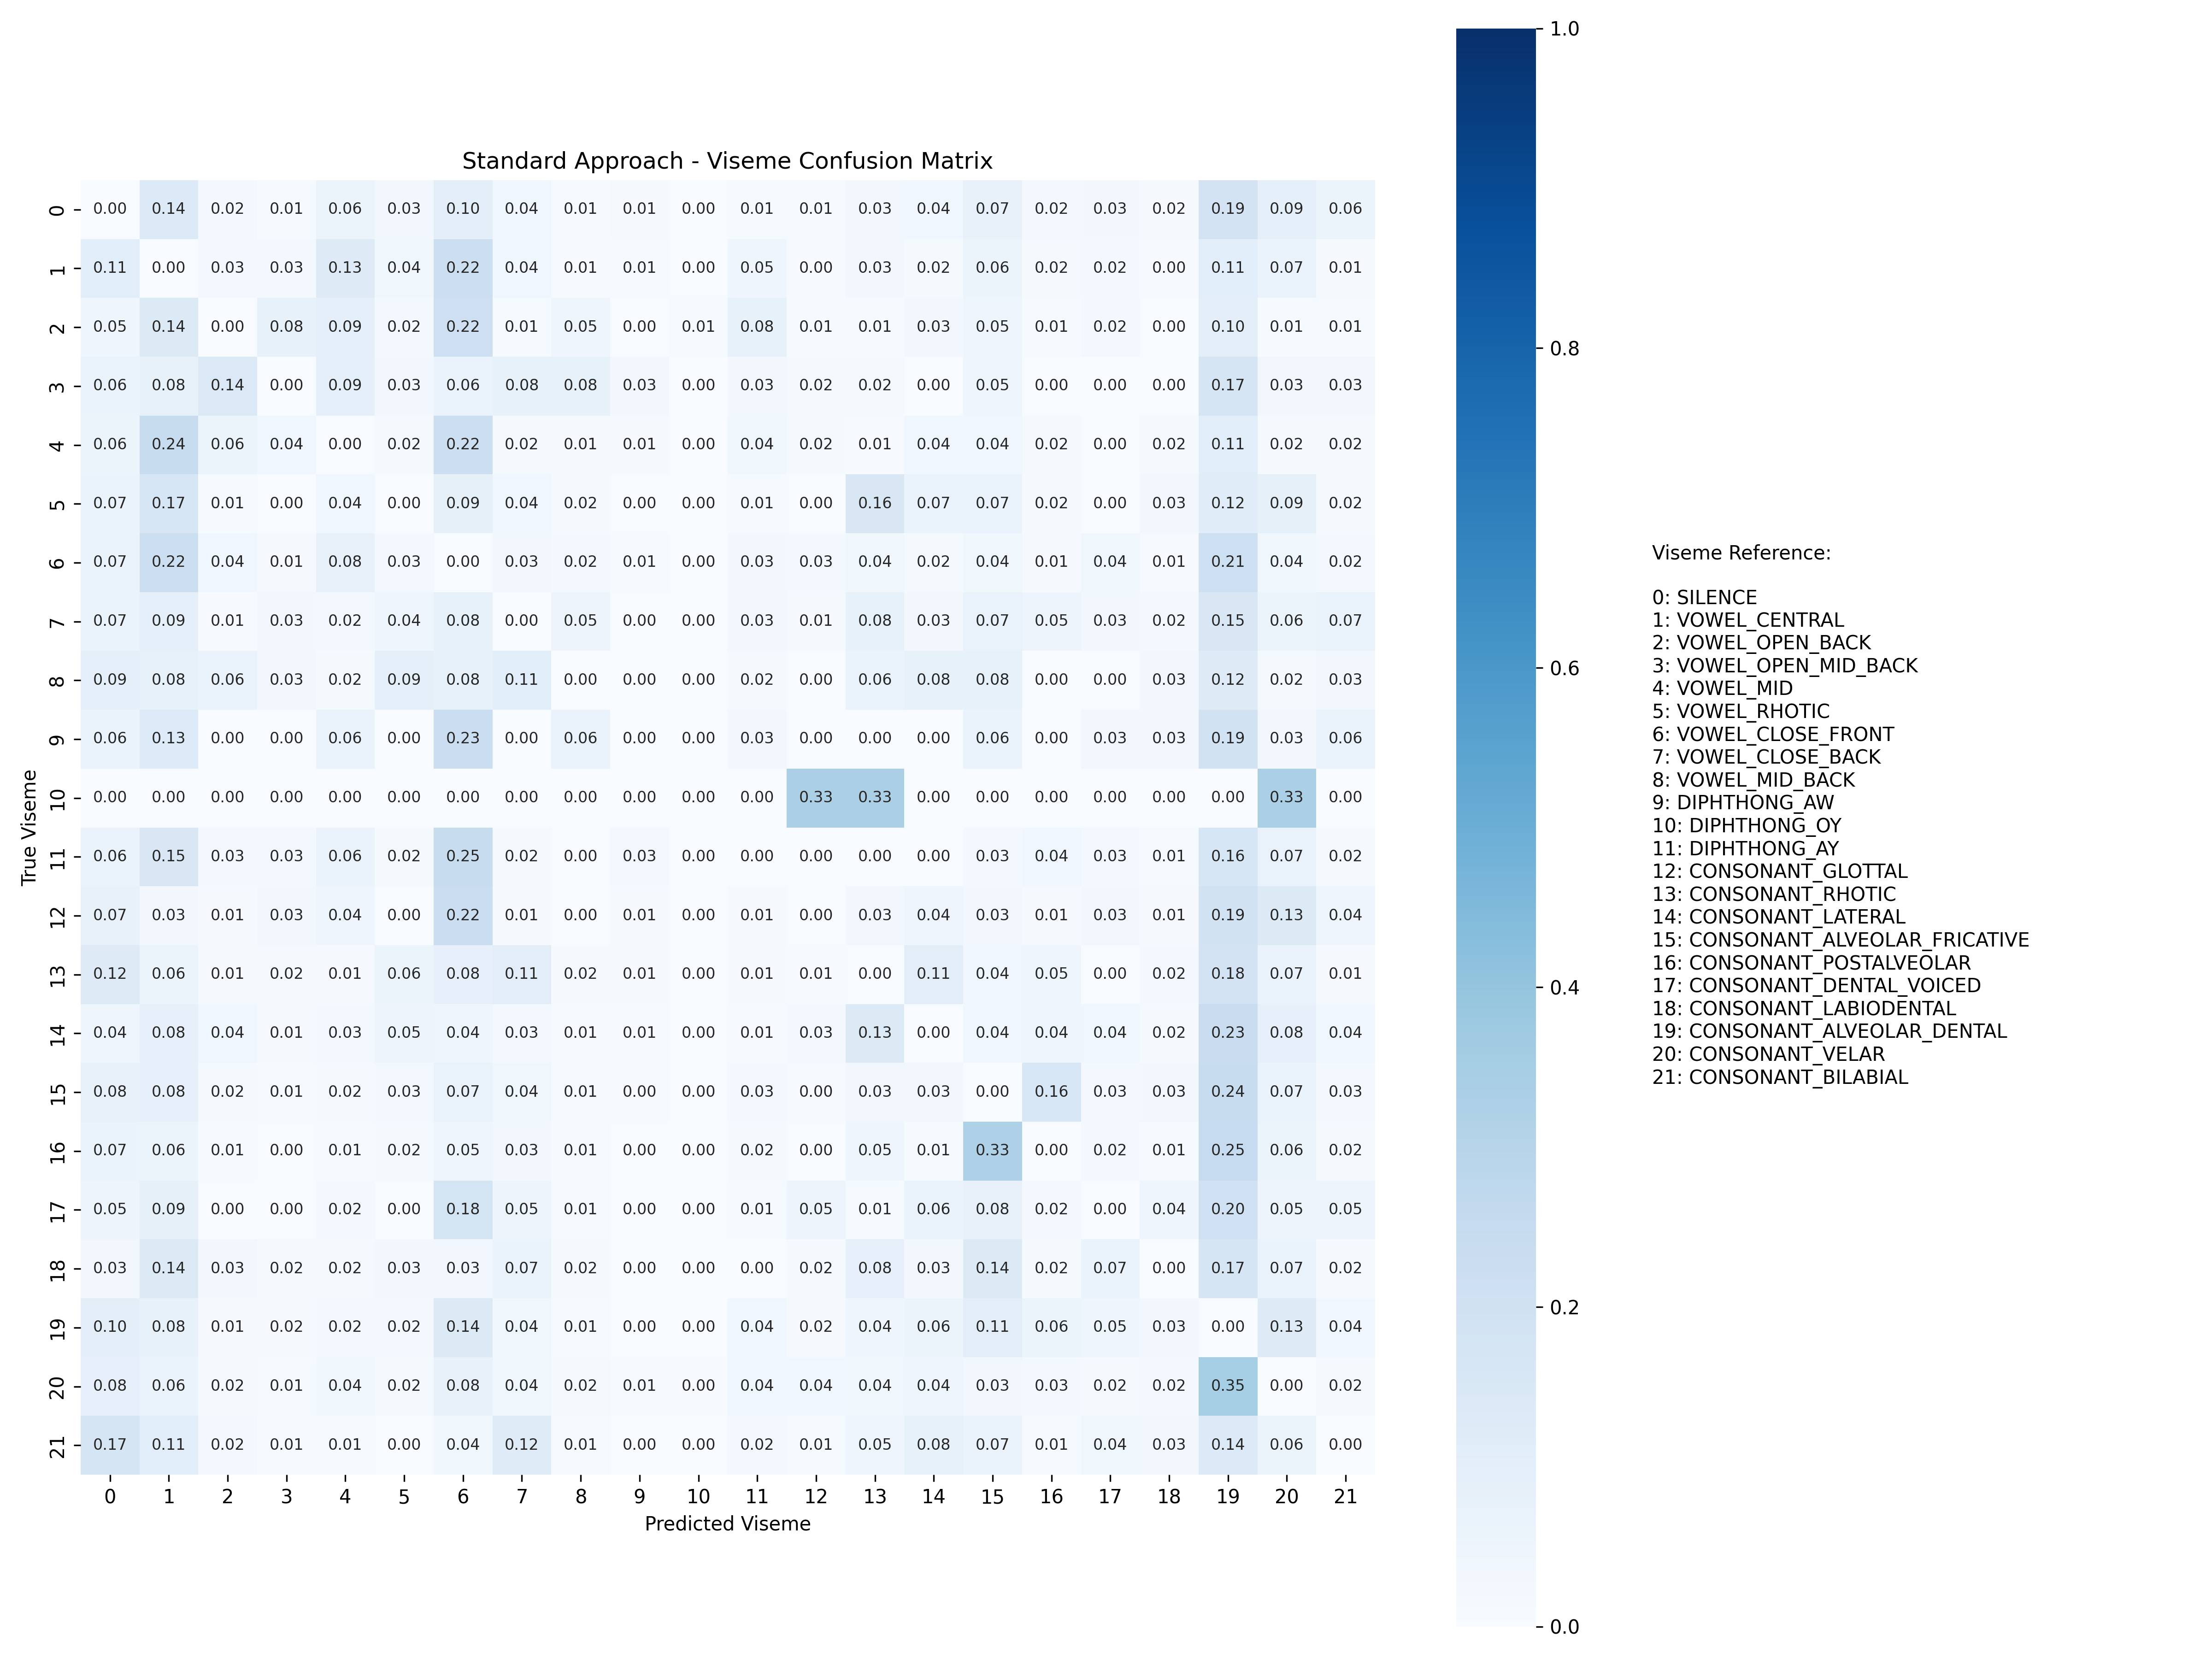 Standard Approach - Viseme Confusion Matrix
True Viseme
0 0.00 0.14 0.02 0.01 0.06 0.03 0.10 0.04 0.01 0.01 0.00 0.01 0.01 0.03 0.04 0.07 0.02 0.03 0.02 0.19 0.09 0.06
1 0.11 0.00 0.03 0.03 0.13 0.04 0.22 0.04 0.01 0.01 0.00 0.05 0.00 0.03 0.02 0.06 0.02 0.02 0.00 0.11 0.07 0.01
2 0.05 0.14 0.00 0.08 0.09 0.02 0.22 0.01 0.05 0.00 0.01 0.08 0.01 0.01 0.03 0.05 0.01 0.02 0.00 0.10 0.01 0.01
3 0.06 0.08 0.14 0.00 0.09 0.03 0.06 0.08 0.08 0.03 0.00 0.03 0.02 0.02 0.00 0.05 0.00 0.00 0.00 0.17 0.03 0.03
4 0.06 0.24 0.06 0.04 0.00 0.02 0.22 0.02 0.01 0.01 0.00 0.04 0.02 0.01 0.04 0.04 0.02 0.00 0.02 0.11 0.02 0.02
5 0.07 0.17 0.01 0.00 0.04 0.00 0.09 0.04 0.02 0.00 0.00 0.01 0.00 0.16 0.07 0.07 0.02 0.00 0.03 0.12 0.09 0.02
6 0.07 0.22 0.04 0.01 0.08 0.03 0.00 0.03 0.02 0.01 0.00 0.03 0.03 0.04 0.02 0.04 0.01 0.04 0.01 0.21 0.04 0.02
7 0.07 0.09 0.01 0.03 0.02 0.04 0.08 0.00 0.05 0.00 0.00 0.03 0.01 0.08 0.03 0.07 0.05 0.03 0.02 0.15 0.06 0.07
8 0.09 0.08 0.06 0.03 0.02 0.09 0.08 0.11 0.00 0.00 0.00 0.02 0.00 0.06 0.08 0.08 0.00 0.00 0.03 0.12 0.02 0.03
9 0.06 0.13 0.00 0.00 0.06 0.00 0.23 0.00 0.06 0.00 0.00 0.03 0.00 0.00 0.00 0.06 0.00 0.03 0.03 0.19 0.03 0.06
10 0.00 0.00 0.00 0.00 0.00 0.00 0.00 0.00 0.00 0.00 0.00 0.00 0.33 0.33 0.00 0.00 0.00 0.00 0.00 0.00 0.33 0.00
11 0.06 0.15 0.03 0.03 0.06 0.02 0.25 0.02 0.00 0.03 0.00 0.00 0.00 0.00 0.00 0.03 0.04 0.03 0.01 0.16 0.07 0.02
12 0.07 0.03 0.01 0.03 0.04 0.00 0.22 0.01 0.00 0.01 0.00 0.01 0.00 0.03 0.04 0.03 0.01 0.03 0.01 0.19 0.13 0.04
13 0.12 0.06 0.01 0.02 0.01 0.06 0.08 0.11 0.02 0.01 0.00 0.01 0.01 0.00 0.11 0.04 0.05 0.00 0.02 0.18 0.07 0.01
14 0.04 0.08 0.04 0.01 0.03 0.05 0.04 0.03 0.01 0.01 0.00 0.01 0.03 0.13 0.00 0.04 0.04 0.04 0.02 0.23 0.08 0.04
15 0.08 0.08 0.02 0.01 0.02 0.03 0.07 0.04 0.01 0.00 0.00 0.03 0.00 0.03 0.03 0.00 0.16 0.03 0.03 0.24 0.07 0.03
16 0.07 0.06 0.01 0.00 0.01 0.02 0.05 0.03 0.01 0.00 0.00 0.02 0.00 0.05 0.01 0.33 0.00 0.02 0.01 0.25 0.06 0.02
17 0.05 0.09 0.00 0.00 0.02 0.00 0.18 0.05 0.01 0.00 0.00 0.01 0.05 0.01 0.06 0.08 0.02 0.00 0.04 0.20 0.05 0.05
18 0.03 0.14 0.03 0.02 0.02 0.03 0.03 0.07 0.02 0.00 0.00 0.00 0.02 0.08 0.03 0.14 0.02 0.07 0.00 0.17 0.07 0.02
19 0.10 0.08 0.01 0.02 0.02 0.02 0.14 0.04 0.01 0.00 0.00 0.04 0.02 0.04 0.06 0.11 0.06 0.05 0.03 0.00 0.13 0.04
20 0.08 0.06 0.02 0.01 0.04 0.02 0.08 0.04 0.02 0.01 0.00 0.04 0.04 0.04 0.04 0.03 0.03 0.02 0.02 0.35 0.00 0.02
21 0.17 0.11 0.02 0.01 0.01 0.00 0.04 0.12 0.01 0.00 0.00 0.02 0.01 0.05 0.08 0.07 0.01 0.04 0.03 0.14 0.06 0.00
0 1 2 3 4 5 6 7 8 9 10 11 12 13 14 15 16 17 18 19 20 21
Predicted Viseme
1.0
0.8
0.6
0.4
0.2
0.0
Viseme Reference:
0: SILENCE
1: VOWEL_CENTRAL
2: VOWEL_OPEN_BACK
3: VOWEL_OPEN_MID_BACK
4: VOWEL_MID
5: VOWEL_RHOTIC
6: VOWEL_CLOSE_FRONT
7: VOWEL_CLOSE_BACK
8: VOWEL_MID_BACK
9: DIPHTHONG_AW
10: DIPHTHONG_OY
11: DIPHTHONG_AY
12: CONSONANT_GLOTTAL
13: CONSONANT_RHOTIC
14: CONSONANT_LATERAL
15: CONSONANT_ALVEOLAR_FRICATIVE
16: CONSONANT_POSTALVEOLAR
17: CONSONANT_DENTAL_VOICED
18: CONSONANT_LABIODENTAL
19: CONSONANT_ALVEOLAR_DENTAL
20: CONSONANT_VELAR
21: CONSONANT_BILABIAL